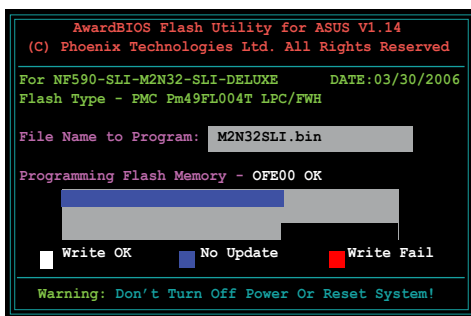 AwardBIOS Flash Utility for ASUS V1.14
(C) Phoenix Technologies Ltd. All Rights Reserved
For NF590-SLI-M2N32-SLI-DELUXE DATE:03/30/2006
Flash Type - PMC Pm49FL004T LPC/FWH
File Name to Program: M2N32SLI.bin
Programming Flash Memory - OFE00 OK
Write OK No Update Write Fail
Warning: Don't Turn Off Power Or Reset System!